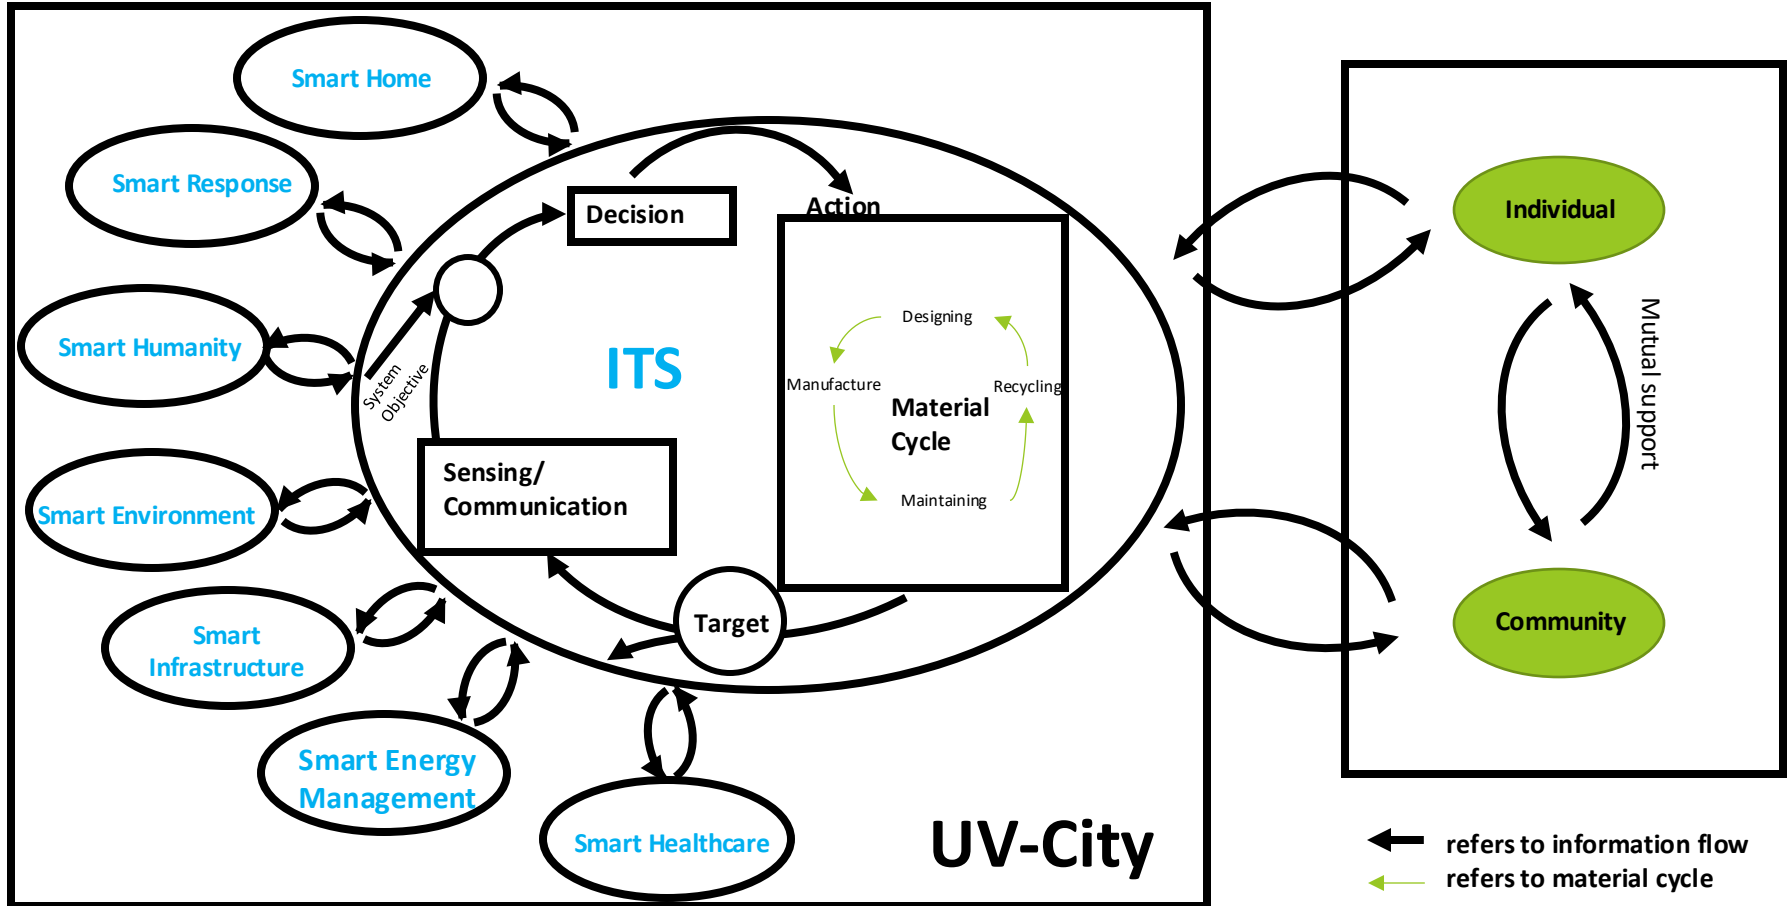 Smart Home
Smart Response
Smart Humanity
Smart Environment
Smart
Infrastructure
Smart Energy
Management
Smart Healthcare
System
Objective
Decision
Action
ITS
Sensing/
Communication
Target
Designing
Manufacture
Recycling
Material
Cycle
Maintaining
UV-City
Individual
Mutual support
Community
refers to information flow
refers to material cycle